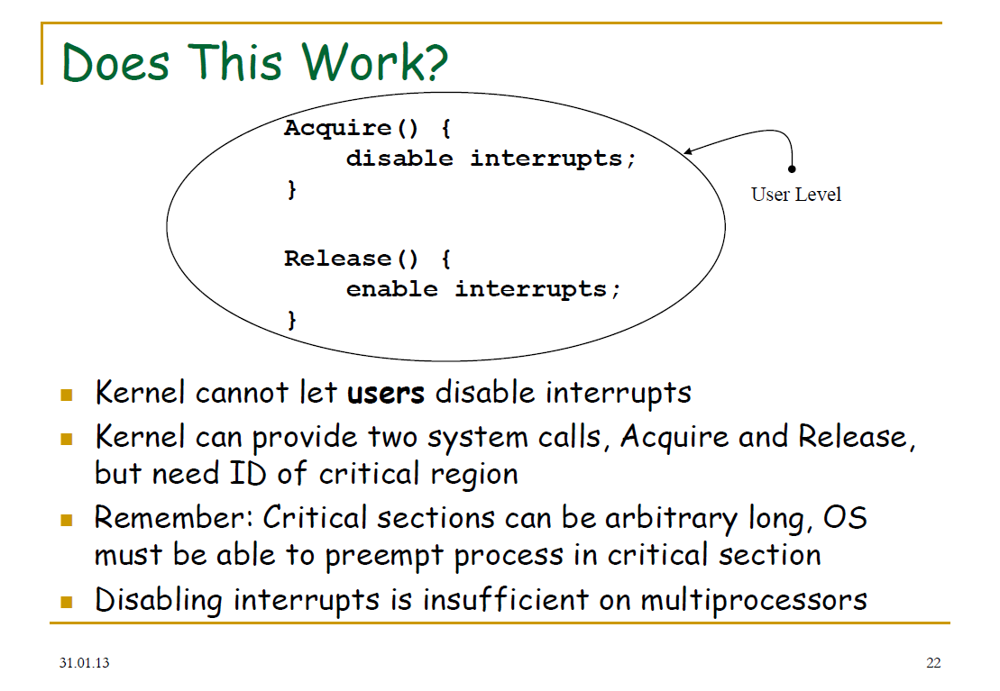 Does This Work?
Acquire() {
disable interrupts;
}
User Level
Release() {
enable interrupts;
}
Kernel cannot let users disable interrupts
Kernel can provide two system calls, Acquire and Release,
but need ID of critical region
Remember: Critical sections can be arbitrary long, OS
must be able to preempt process in critical section
Disabling interrupts is insufficient on multiprocessors
31.01.13
22